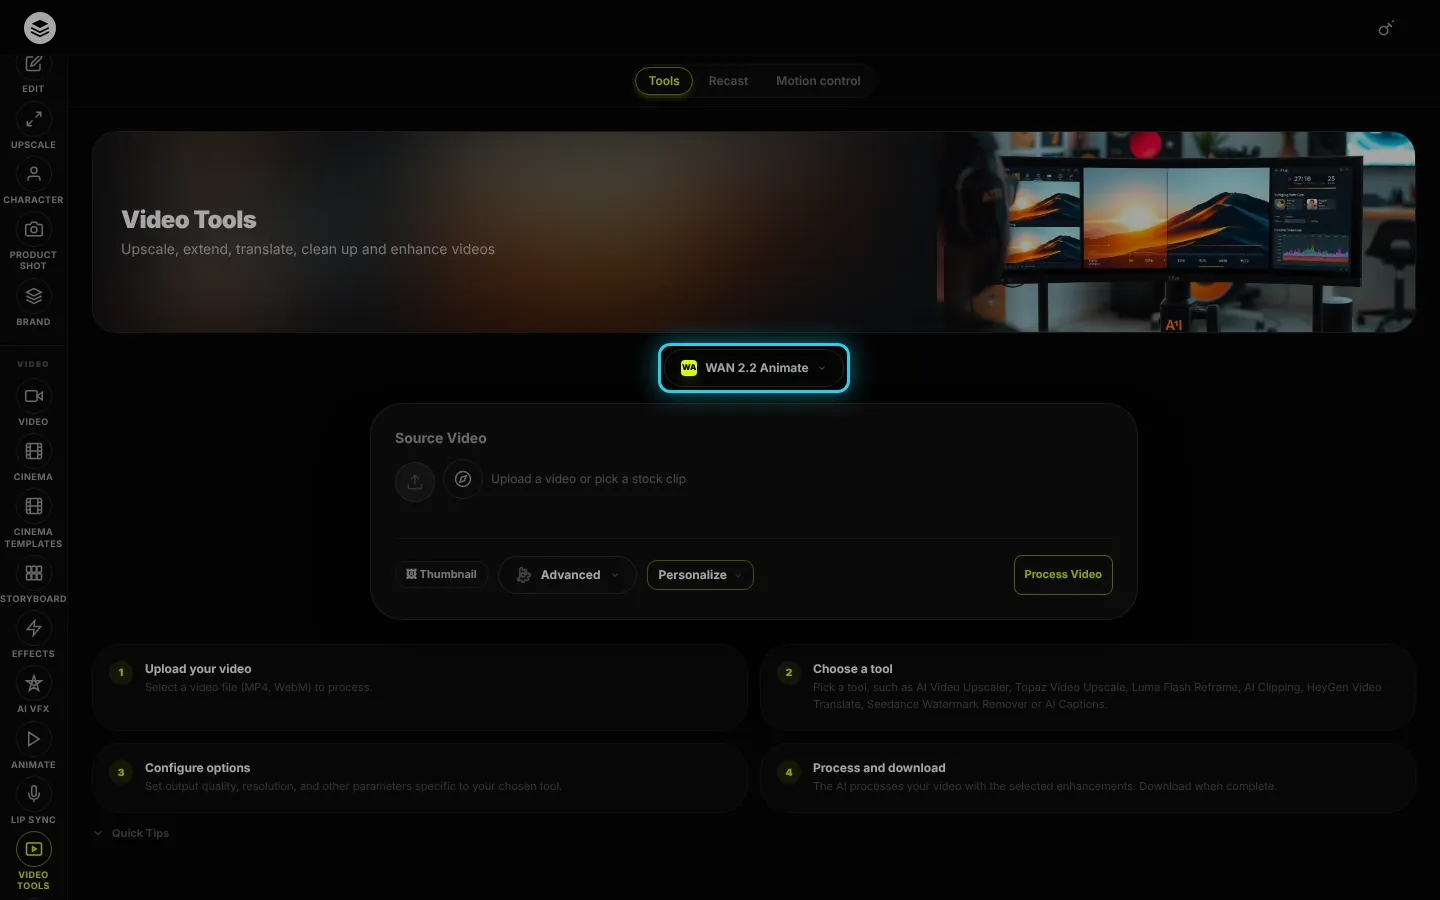 Tools
Recast
Motion control
EDIT
UPSCALE
CHARACTER
PRODUCT
SHOT
BRAND
VIDEO
VIDEO
CINEMA
CINEMA
TEMPLATES
STORYBOARD
EFFECTS
AI VFX
ANIMATE
LIP SYNC
VIDEO
TOOLS
Video Tools
Upscale, extend, translate, clean up and enhance videos
WA
WAN 2.2 Animate
Source Video
Upload a video or pick a stock clip
Thumbnail
Advanced
Personalize
Process Video
1
Upload your video
Select a video file (MP4, WebM) to process.
2
Choose a tool
Pick a tool, such as AI Video Upscaler, Topaz Video Upscale, Luma Flash Reframe, AI Clipping, HeyGen Video
Translate, Seedance Watermark Remover or AI Captions.
3
Configure options
Set output quality, resolution, and other parameters specific to your chosen tool.
4
Process and download
The AI processes your video with the selected enhancements. Download when complete.
Quick Tips